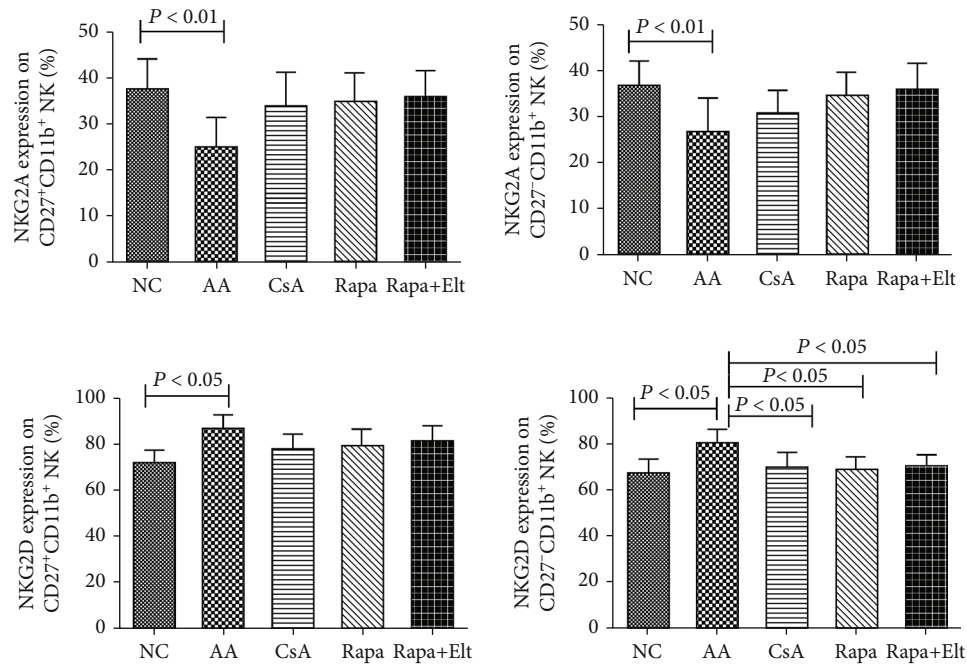 P < 0.01
NKG2A expression on
CD27⁺CD11b⁺ NK (%)
50
40
30
20
10
0
NC AA CsA Rapa Rapa+Elt
P < 0.01
NKG2A expression on
CD27⁻CD11b⁺ NK (%)
50
40
30
20
10
0
NC AA CsA Rapa Rapa+Elt
P < 0.05
NKG2D expression on
CD27⁺CD11b⁺ NK (%)
100
80
60
40
20
0
NC AA CsA Rapa Rapa+Elt
P < 0.05
P < 0.05
P < 0.05
P < 0.05
NKG2D expression on
CD27⁻CD11b⁺ NK (%)
100
80
60
40
20
0
NC AA CsA Rapa Rapa+Elt